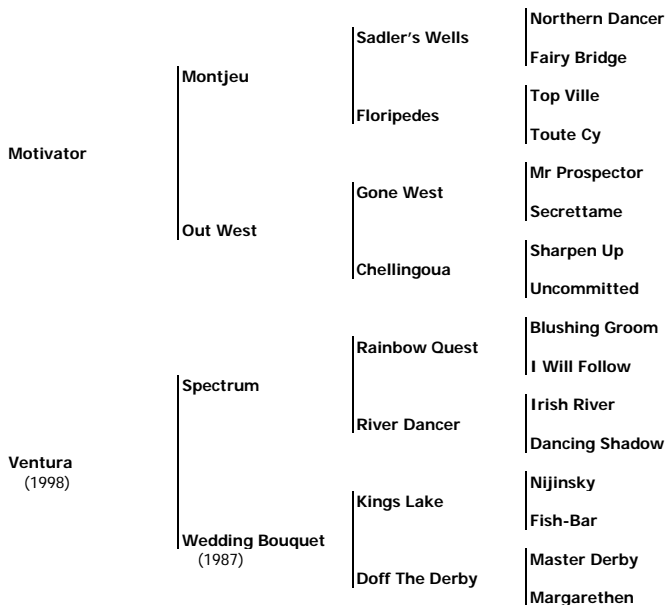 Northern Dancer
Sadler's Wells
Fairy Bridge
Montjeu
Top Ville
Floripedes
Toute Cy
Motivator
Mr Prospector
Gone West
Secrettame
Out West
Sharpen Up
Chellingoua
Uncommitted
Blushing Groom
Rainbow Quest
I Will Follow
Spectrum
Irish River
River Dancer
Dancing Shadow
Ventura
(1998)
Nijinsky
Kings Lake
Fish-Bar
Wedding Bouquet
(1987)
Master Derby
Doff The Derby
Margarethen